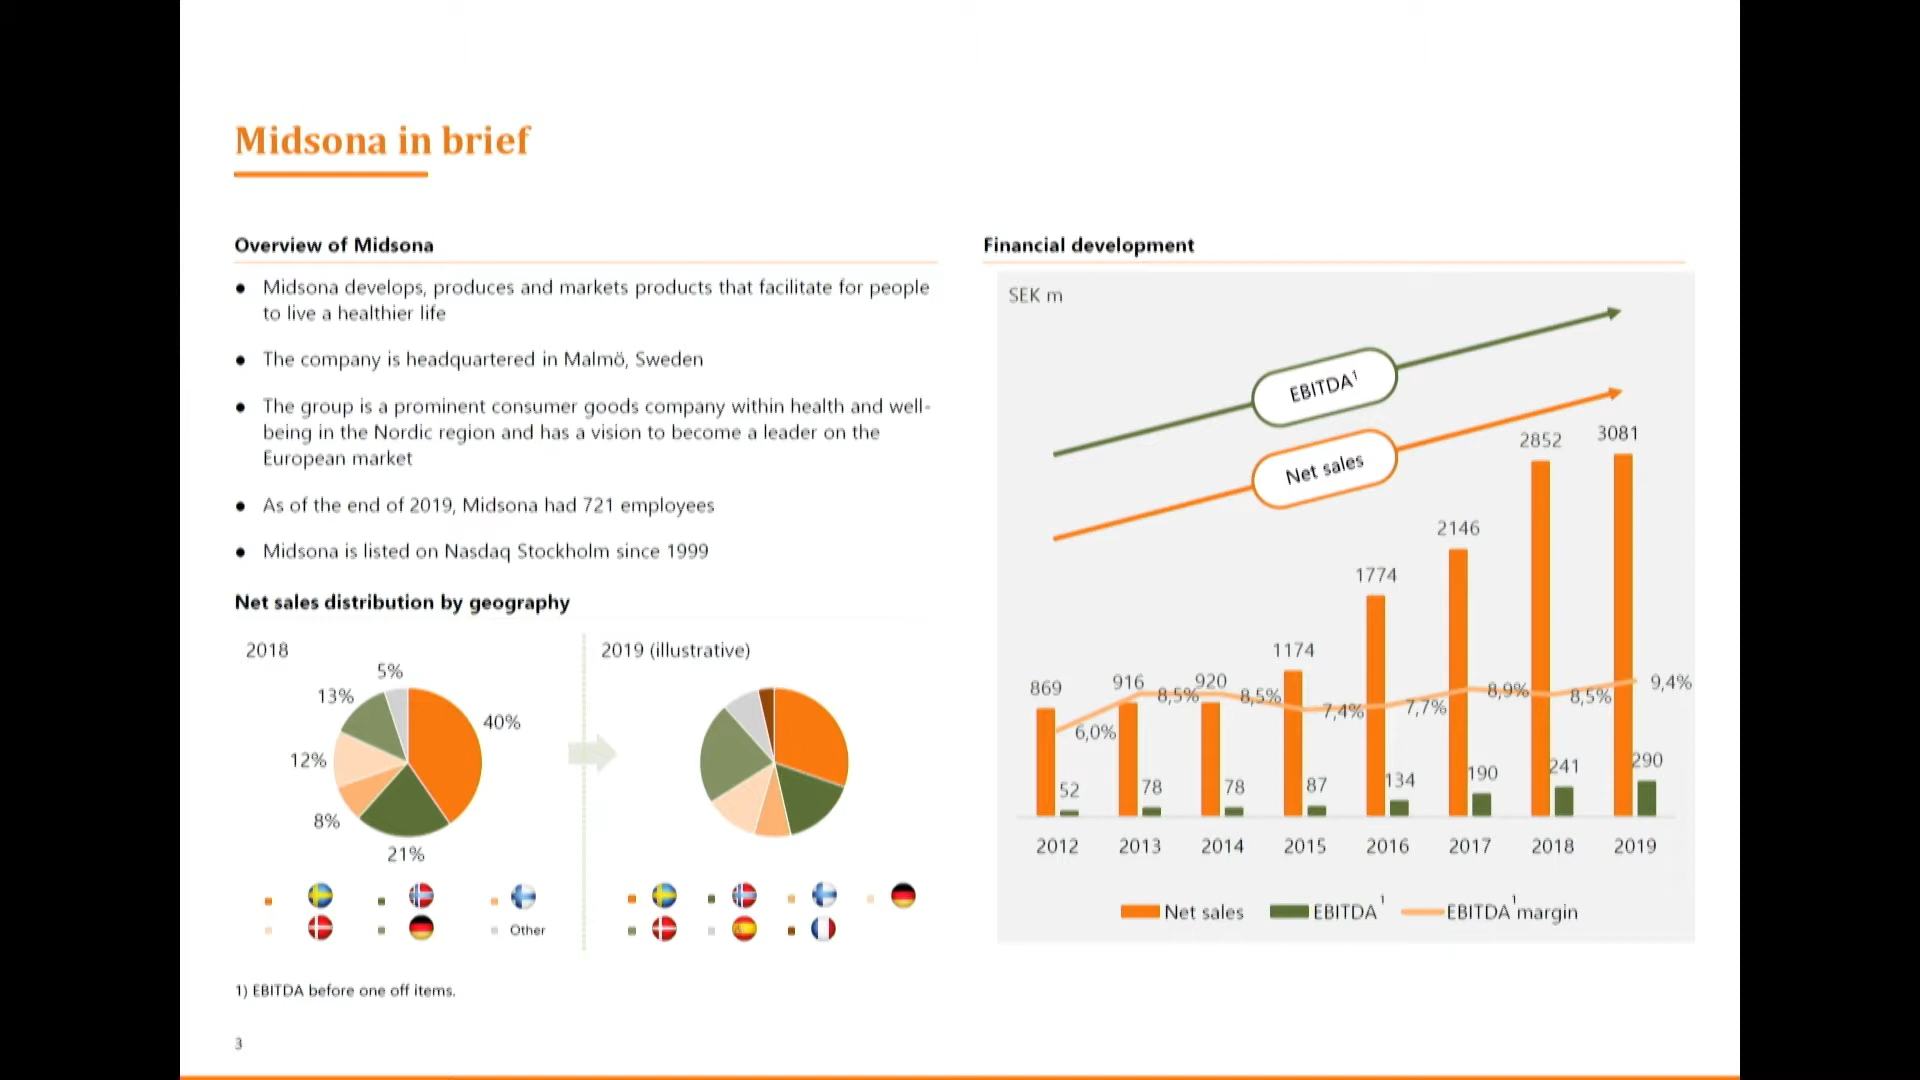 Midsona in brief
Overview of Midsona
● Midsona develops, produces and markets products that facilitate for people
to live a healthier life
● The company is headquartered in Malmö, Sweden
● The group is a prominent consumer goods company within health and well-
being in the Nordic region and has a vision to become a leader on the
European market
● As of the end of 2019, Midsona had 721 employees
● Midsona is listed on Nasdaq Stockholm since 1999
Net sales distribution by geography
2018
5%
13%
40%
12%
8%
21%
Other
2019 (illustrative)
Financial development
SEK m
EBITDA¹
Net sales
869 916 920 1174 1774 2146 2852 3081
6,0% 8,5% 8,5% 7,4% 7,7% 8,9% 8,5% 9,4%
52 78 78 87 134 190 241 290
2012 2013 2014 2015 2016 2017 2018 2019
Net sales EBITDA¹ EBITDA¹ margin
1) EBITDA before one off items.
3